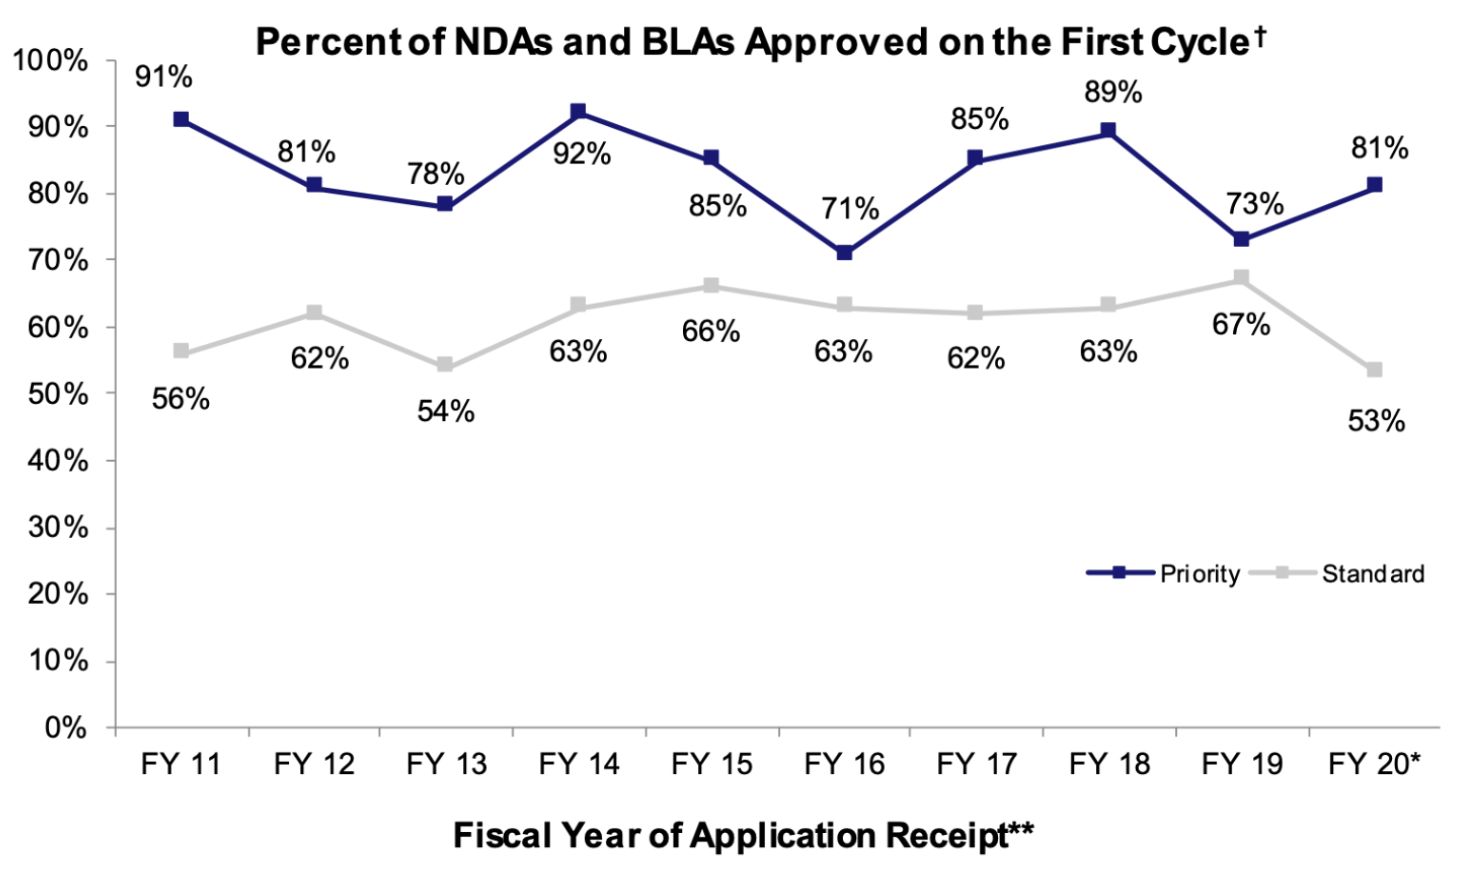 Percent of NDAs and BLAs Approved on the First Cycle†
100%
90%
80%
70%
60%
50%
40%
30%
20%
10%
0%
91%
81%
78%
92%
85%
71%
85%
89%
73%
81%
56%
62%
54%
63%
66%
63%
62%
63%
67%
53%
Priority
Standard
FY 11
FY 12
FY 13
FY 14
FY 15
FY 16
FY 17
FY 18
FY 19
FY 20*
Fiscal Year of Application Receipt**